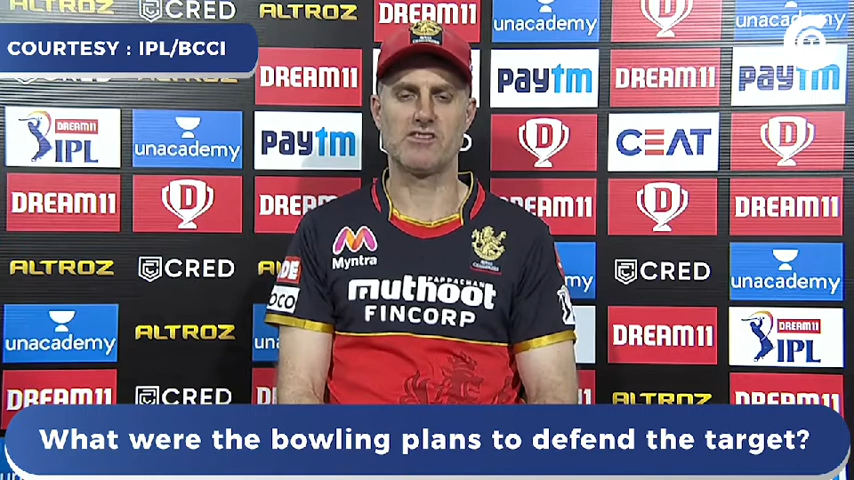 ALTROZ
CRED
ALTROZ
DREAM11
unacademy
unacademy
COURTESY : IPL/BCCI
DREAM11
paytm
DREAM11
paytm
DREAM11
IPL
unacademy
paytm
CEAT
DREAM11
DREAM11
DREAM11
DREAM11
ALTROZ
CRED
Myntra
CRED
ALTROZ
unacademy
muthoot
FINCORP
unacademy
ALTROZ
DREAM11
DREAM11
IPL
DREAM11
CRED
ALTROZ
DREAM11
What were the bowling plans to defend the target?